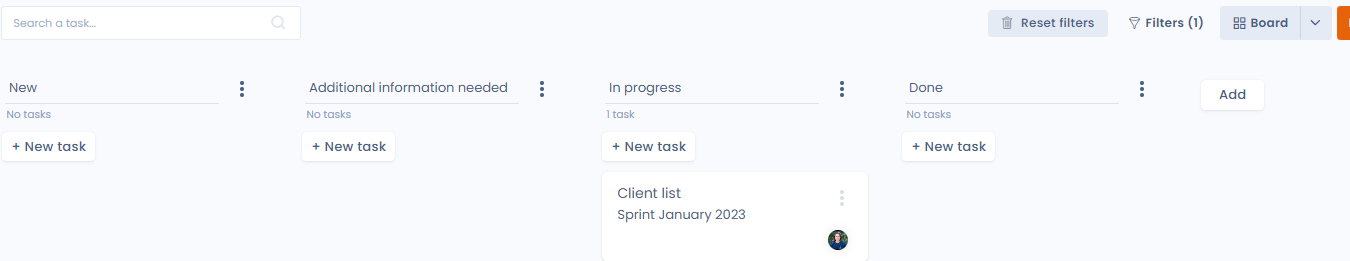 Search a task...
Reset filters
Filters (1)
Board
New
Additional information needed
In progress
Done
Add
No tasks
No tasks
1 task
No tasks
+ New task
+ New task
+ New task
+ New task
Client list
Sprint January 2023